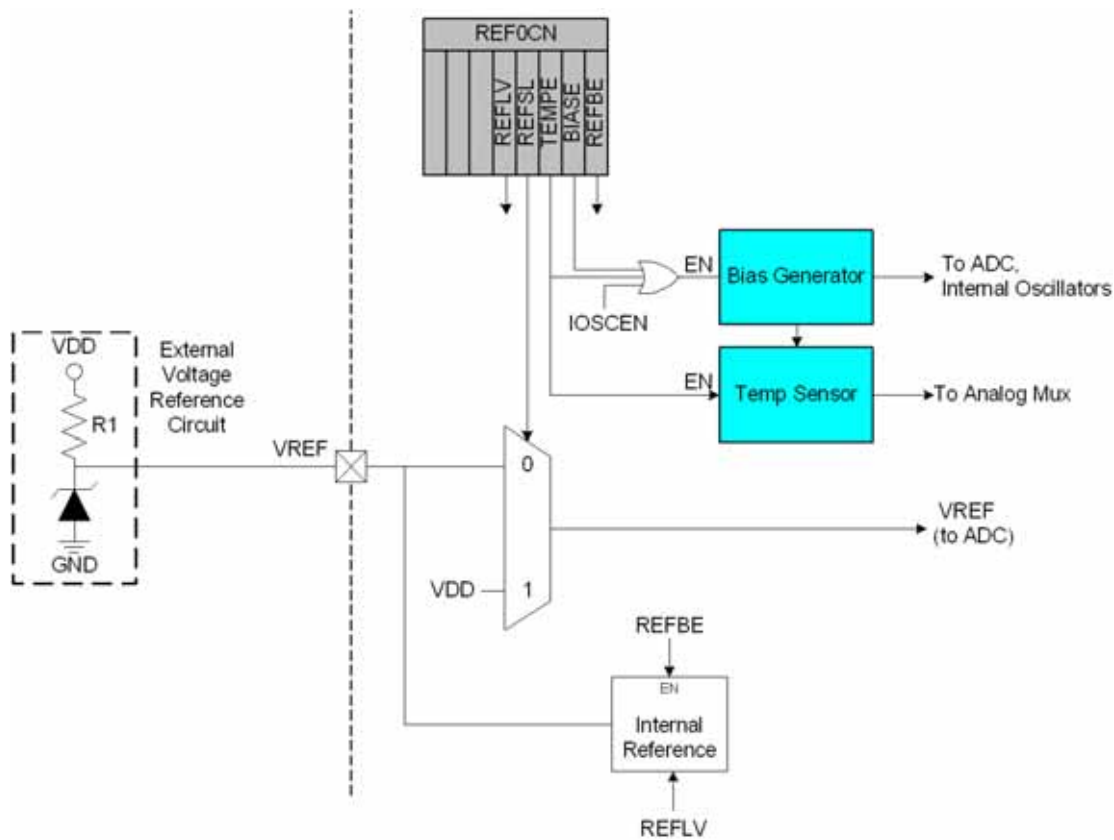 REF0CN
REFLV
REFSL
TEMPE
BIASE
REFBE
EN
Bias Generator
To ADC,
Internal Oscillators
IOSCEN
VDD
External
Voltage
Reference
Circuit
R1
EN
Temp Sensor
To Analog Mux
VREF
0
GND
VREF
(to ADC)
VDD
1
REFBE
EN
Internal
Reference
REFLV